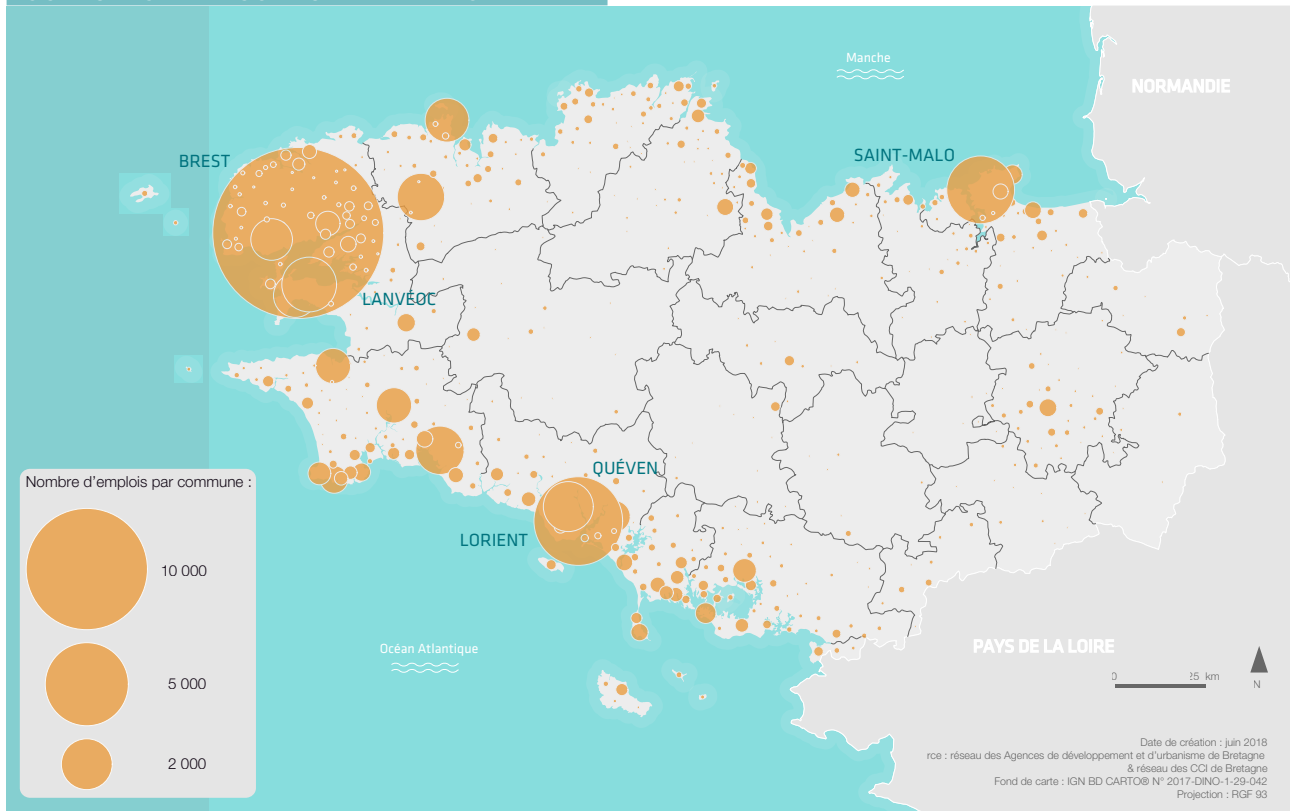 Manche
NORMANDIE
BREST
SAINT-MALO
LANVÉOC
QUÉVEN
LORIENT
Nombre d'emplois par commune :
10 000
5 000
2 000
Océan Atlantique
PAYS DE LA LOIRE
0 25 km
N
Date de création : juin 2018
rce : réseau des Agences de développement et d'urbanisme de Bretagne
& réseau des CCI de Bretagne
Fond de carte : IGN BD CARTO® N° 2017-DINO-1-29-042
Projection : RGF 93